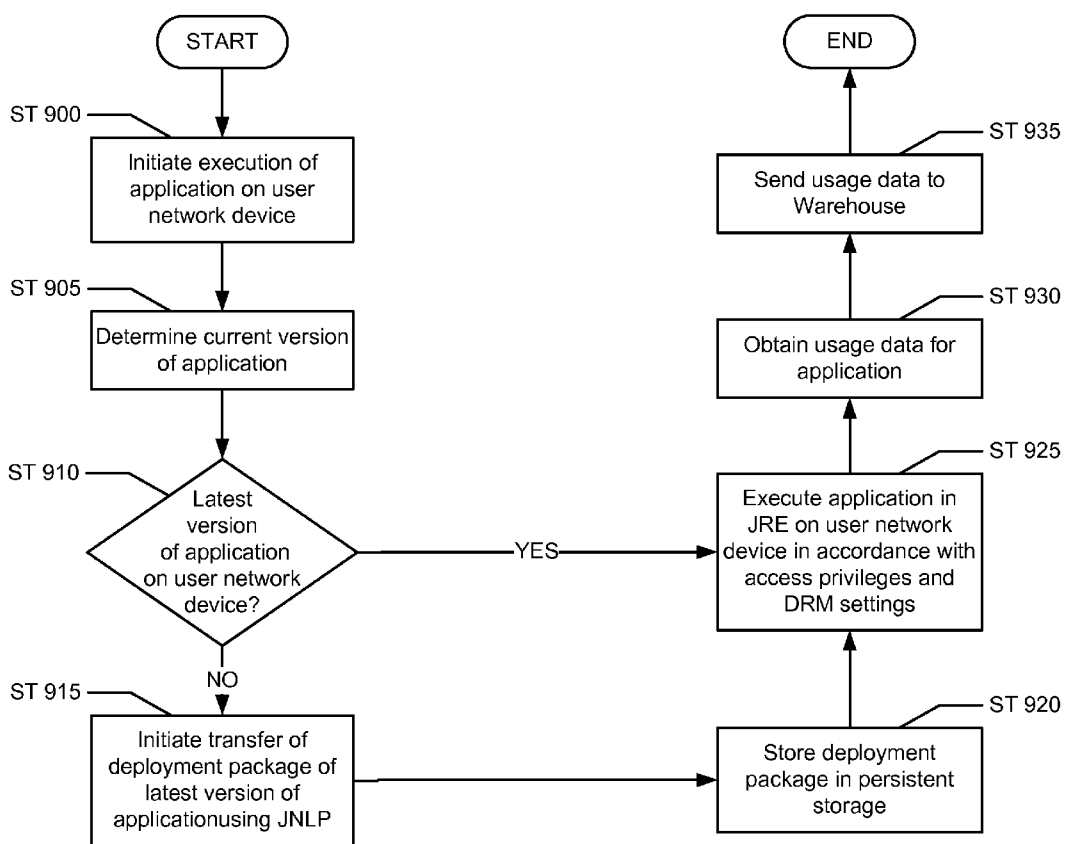 START
ST 900
Initiate execution of
application on user
network device
ST 905
Determine current version
of application
ST 910
Latest
version
of application
on user network
device?
YES
NO
ST 915
Initiate transfer of
deployment package of
latest version of
applicationusing JNLP
ST 920
Store deployment
package in persistent
storage
ST 925
Execute application in
JRE on user network
device in accordance with
access privileges and
DRM settings
ST 930
Obtain usage data for
application
ST 935
Send usage data to
Warehouse
END